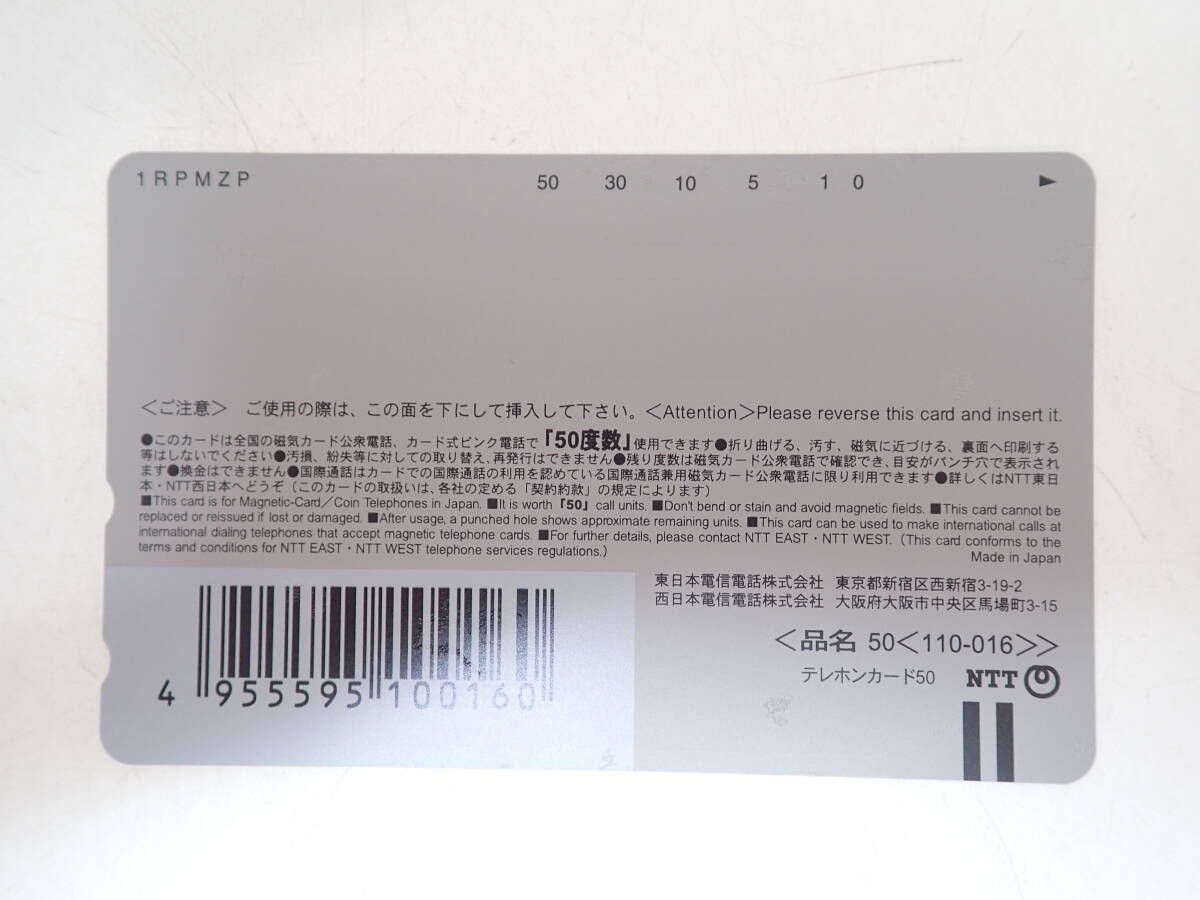 1RPMZP 50 30 10 5 1 0 ▶
＜ご注意＞ ご使用の際は、この面を下にして挿入して下さい。＜Attention＞Please reverse this card and insert it.
●このカードは全国の磁気カード公衆電話、カード式ピンク電話で「50度数」使用できます●折り曲げる、汚す、磁気に近づける、裏面へ印刷する
等はしないでください●汚損、紛失等に対しての取り替え、再発行はできません●残り度数は磁気カード公衆電話で確認でき、目安がパンチ穴で表示され
ます●換金はできません●国際通話はカードでの国際通話の利用を認めている国際通話兼用磁気カード公衆電話に限り利用できます●詳しくはNTT東日
本・NTT西日本へどうぞ（このカードの取扱いは、各社の定める「契約約款」の規定によります）
■This card is for Magnetic-Card／Coin Telephones in Japan. ■It is worth「50」call units. ■Don't bend or stain and avoid magnetic fields. ■This card cannot be
replaced or reissued if lost or damaged. ■After usage, a punched hole shows approximate remaining units. ■This card can be used to make international calls at
international dialing telephones that accept magnetic telephone cards. ■For further details, please contact NTT EAST・NTT WEST. (This card conforms to the
terms and conditions for NTT EAST・NTT WEST telephone services regulations.)
Made in Japan
東日本電信電話株式会社 東京都新宿区西新宿3-19-2
西日本電信電話株式会社 大阪府大阪市中央区馬場町3-15
＜品名 50＜110-016＞＞
テレホンカード50 NTT
4 955595 100160